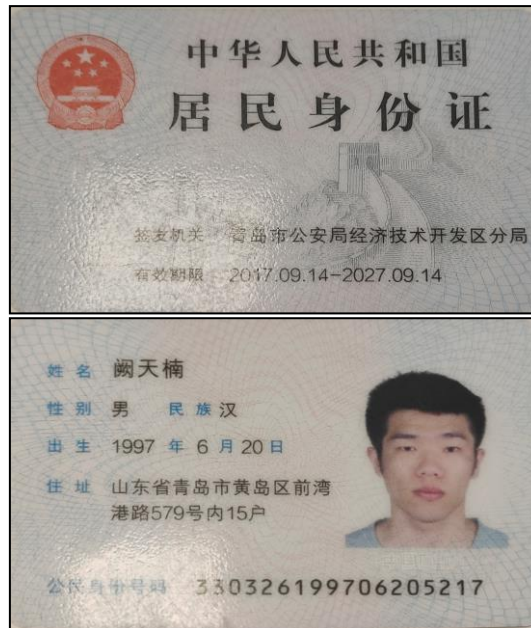 中华人民共和国
居民身份证
签发机关 青岛市公安局经济技术开发区分局
有效期限 2017.09.14-2027.09.14
姓名 阙天楠
性别 男 民族 汉
出生 1997 年 6 月 20 日
住址 山东省青岛市黄岛区前湾
港路579号内15户
公民身份号码 330326199706205217